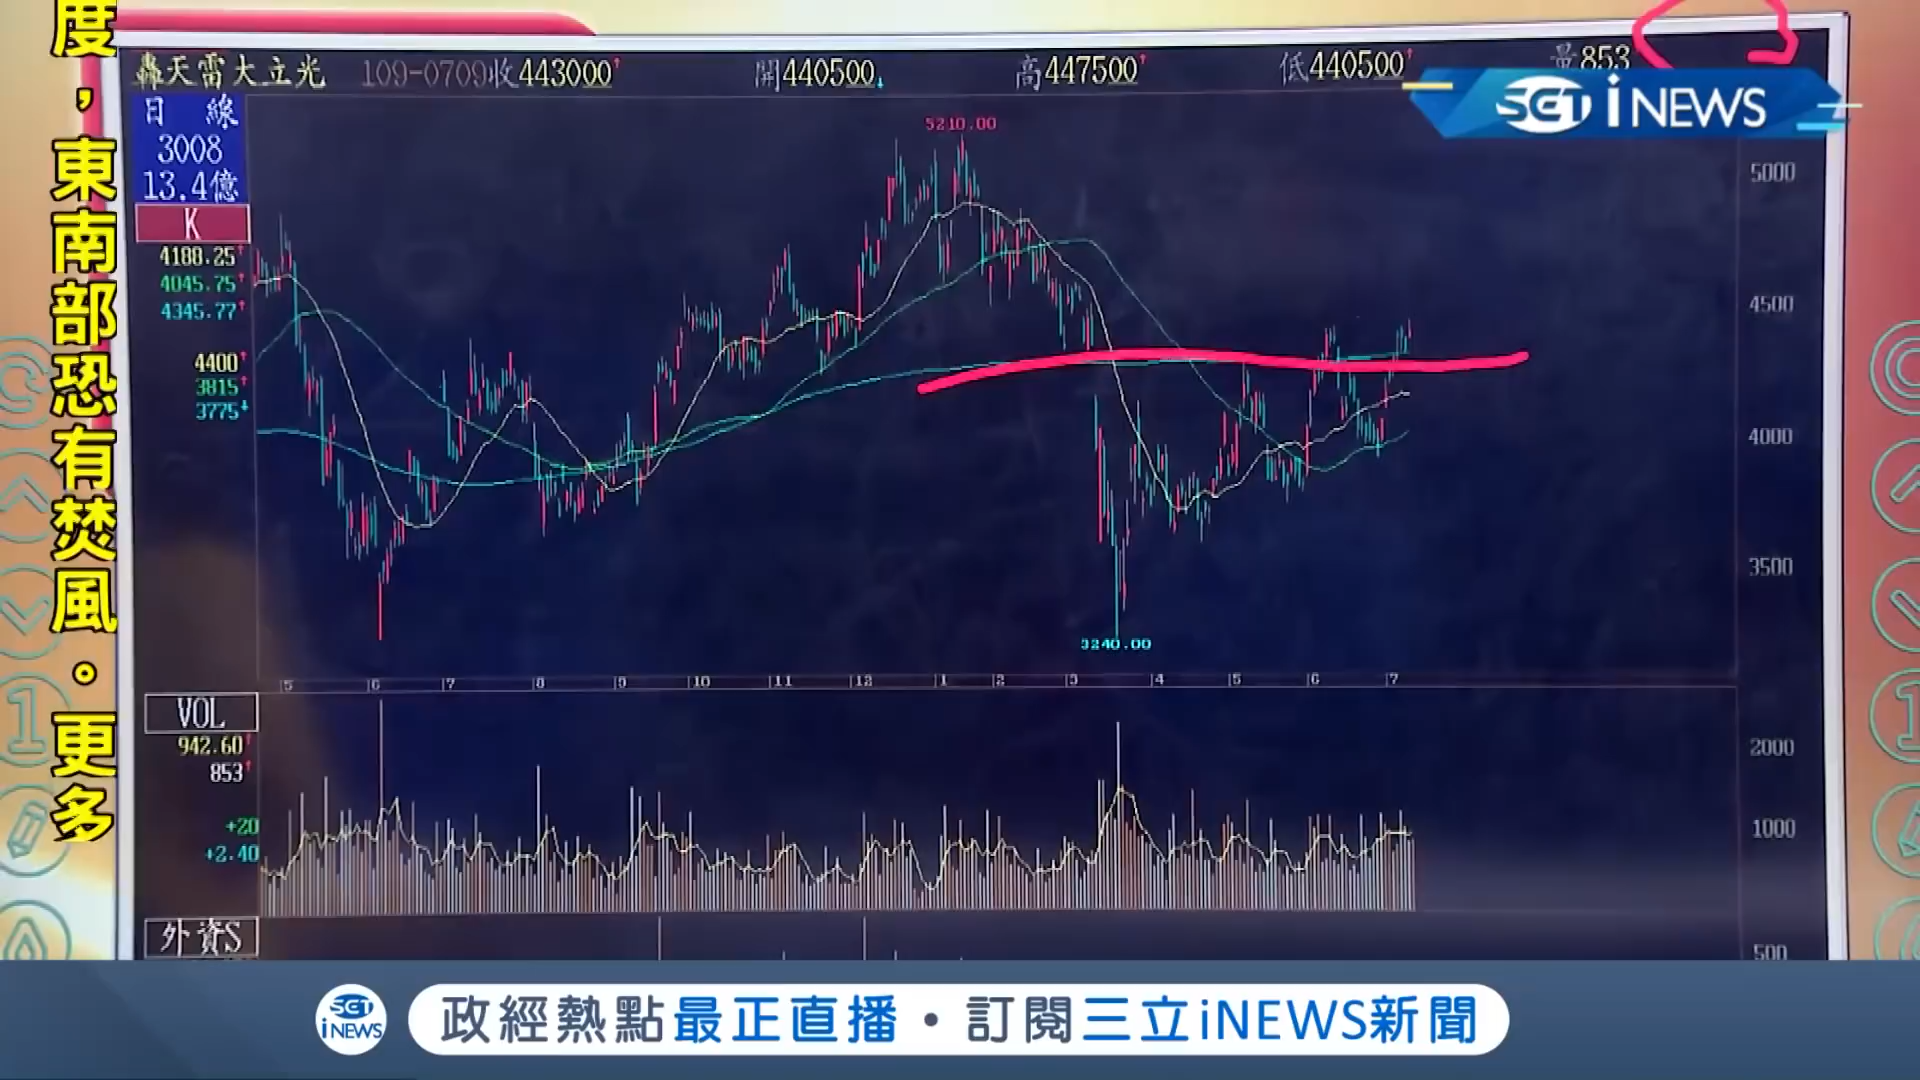 度，東南部恐有焚風。更多
轟天雷大立光 109-0709收443000↑ 開440500↓ 高447500↑ 低440500↑ 量853
SET iNEWS
日 線
3008
13.4億
K
4188.25↑
4045.75↑
4345.77↑
4400↑
3815↑
3775↓
5210.00
3240.00
5000
4500
4000
3500
5 6 7 8 9 10 11 12 1 2 3 4 5 6 7
VOL
942.60↑
853↑
+20
+2.40
2000
1000
外資S
500
SET iNEWS
政經熱點最正直播・訂閱三立iNEWS新聞